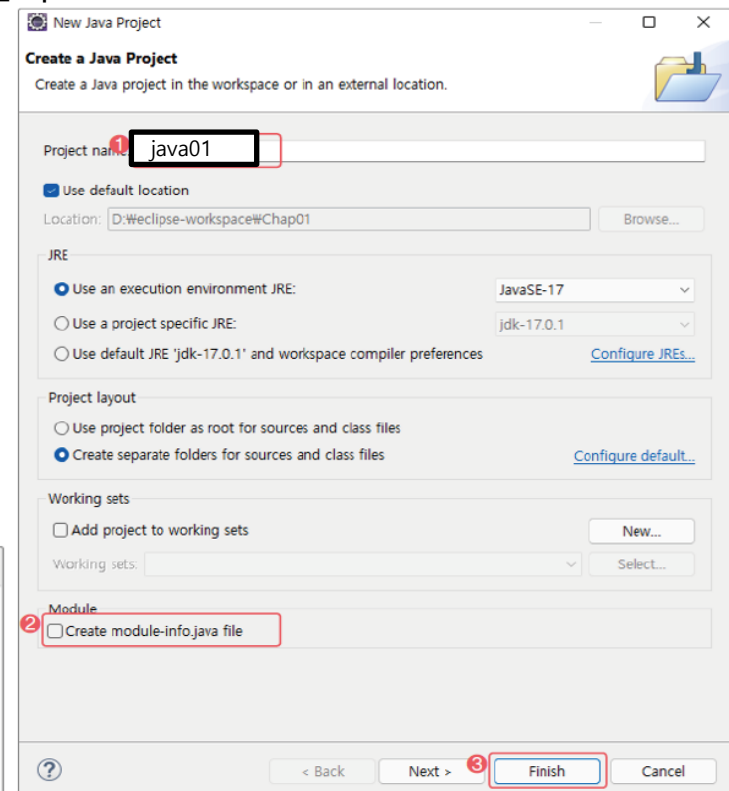 New Java Project
Create a Java Project
Create a Java project in the workspace or in an external location.
1
Project name: java01
Use default location
Location: D:₩eclipse-workspace₩Chap01 Browse...
JRE
Use an execution environment JRE: JavaSE-17
Use a project specific JRE: jdk-17.0.1
Use default JRE 'jdk-17.0.1' and workspace compiler preferences Configure JREs...
Project layout
Use project folder as root for sources and class files
Create separate folders for sources and class files Configure default...
Working sets
Add project to working sets New...
Working sets: Select...
Module
2 Create module-info.java file
? < Back Next > 3 Finish Cancel